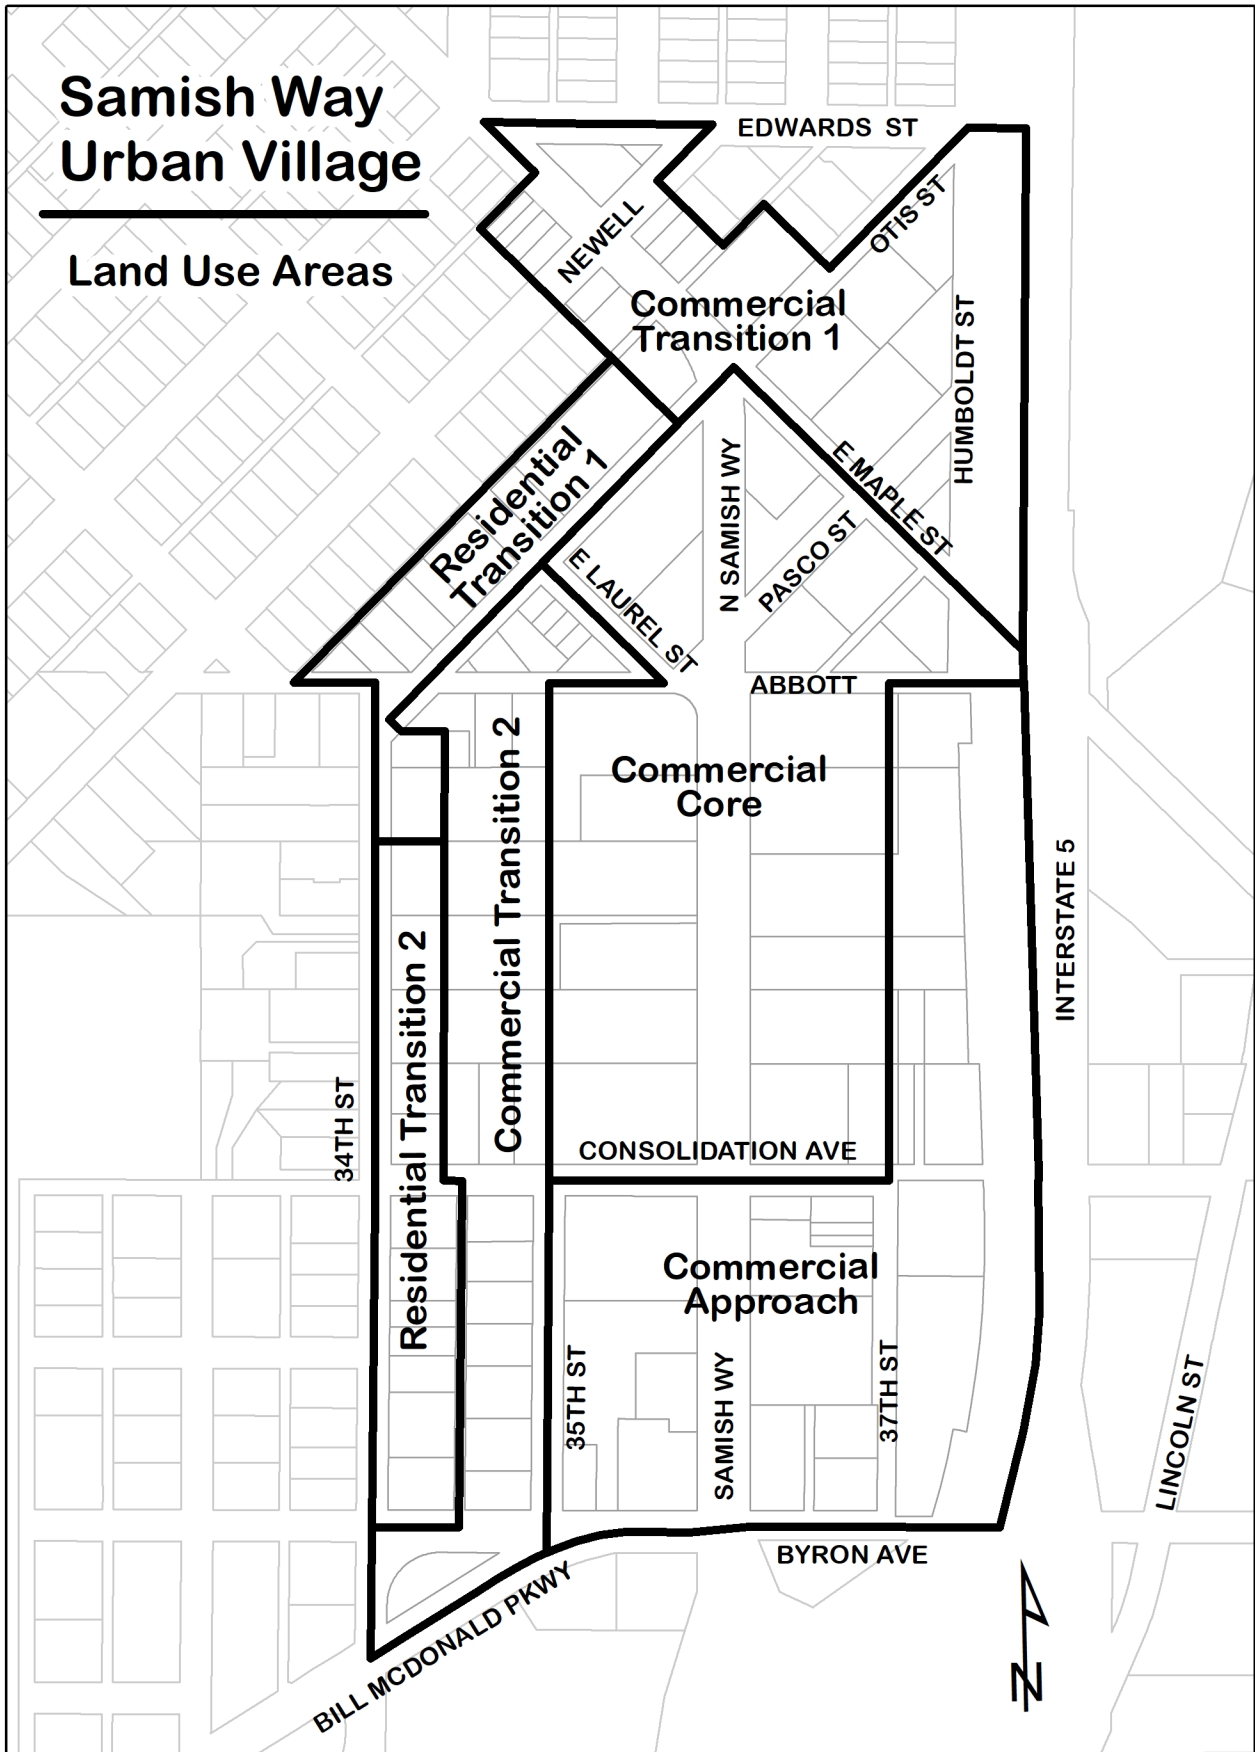 Samish Way
Urban Village
Land Use Areas
EDWARDS ST
OTIS ST
NEWELL
Commercial
Transition 1
HUMBOLDT ST
Residential
Transition 1
N SAMISH WY
E MAPLE ST
PASCO ST
E LAUREL ST
ABBOTT
Commercial Transition 2
Commercial
Core
INTERSTATE 5
Residential Transition 2
34TH ST
CONSOLIDATION AVE
Commercial
Approach
35TH ST
SAMISH WY
37TH ST
LINCOLN ST
BYRON AVE
BILL MCDONALD PKWY
N